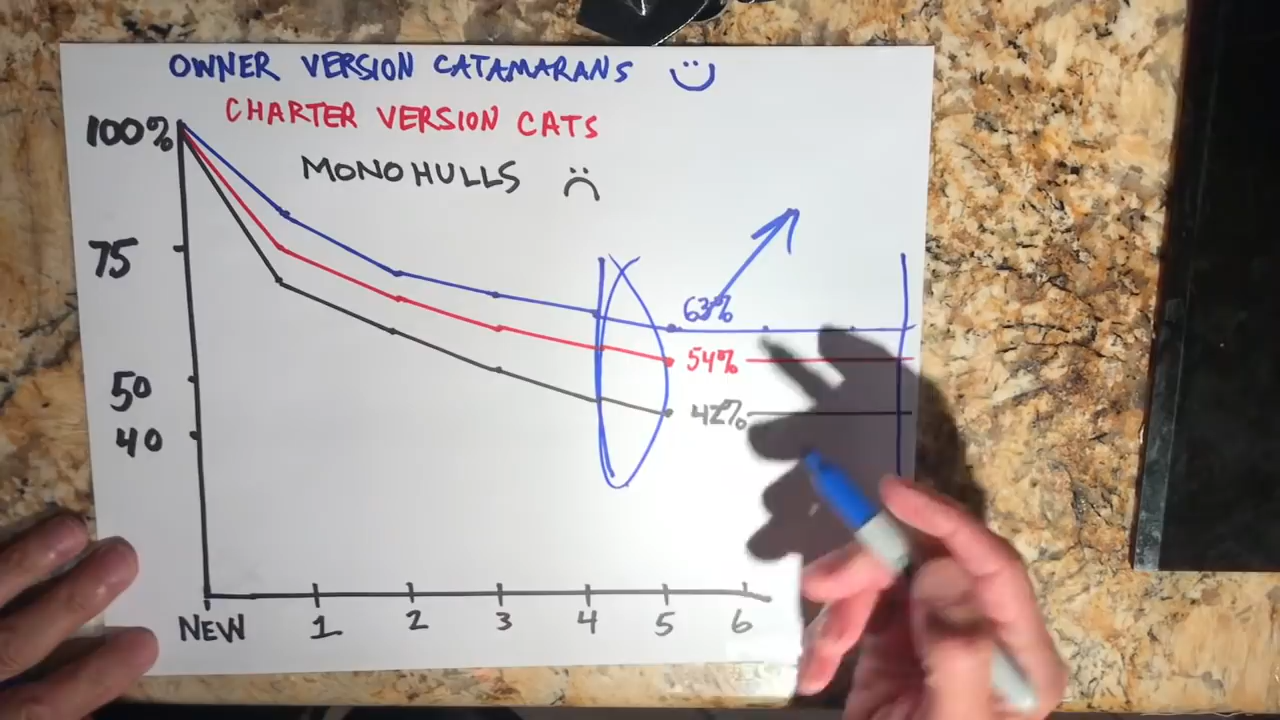 OWNER VERSION CATAMARANS
CHARTER VERSION CATS
100%
MONOHULLS
75
63%
54%
50
42%
40
NEW 1 2 3 4 5 6